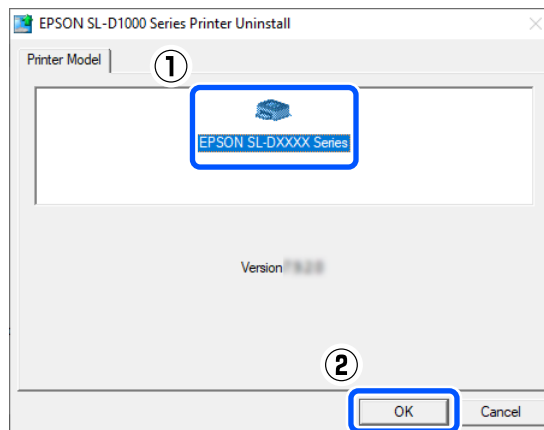 EPSON SL-D1000 Series Printer Uninstall
Printer Model
①
EPSON SL-DXXXX Series
Version
②
OK Cancel